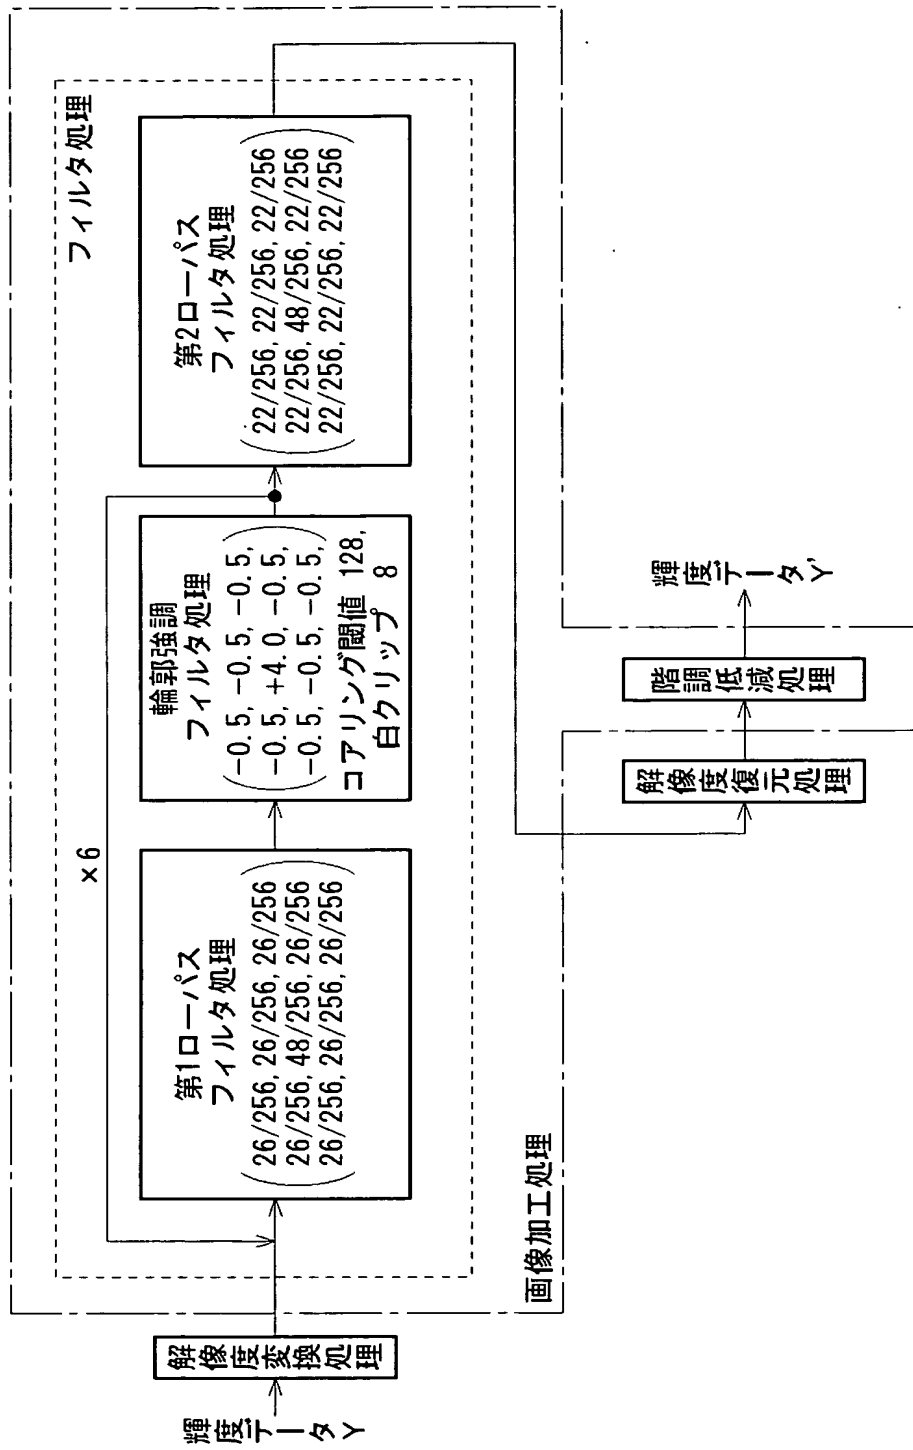 フィルタ処理
×6
第1ローパス
フィルタ処理
26/256, 26/256, 26/256
26/256, 48/256, 26/256
26/256, 26/256, 26/256
輪郭強調
フィルタ処理
-0.5, -0.5, -0.5,
-0.5, +4.0, -0.5,
-0.5, -0.5, -0.5,
コアリング閾値 128,
白クリップ 8
第2ローパス
フィルタ処理
22/256, 22/256, 22/256
22/256, 48/256, 22/256
22/256, 22/256, 22/256
輝度データY
解像度変換処理
画像加工処理
解像度復元処理
階調低減処理
輝度データY'